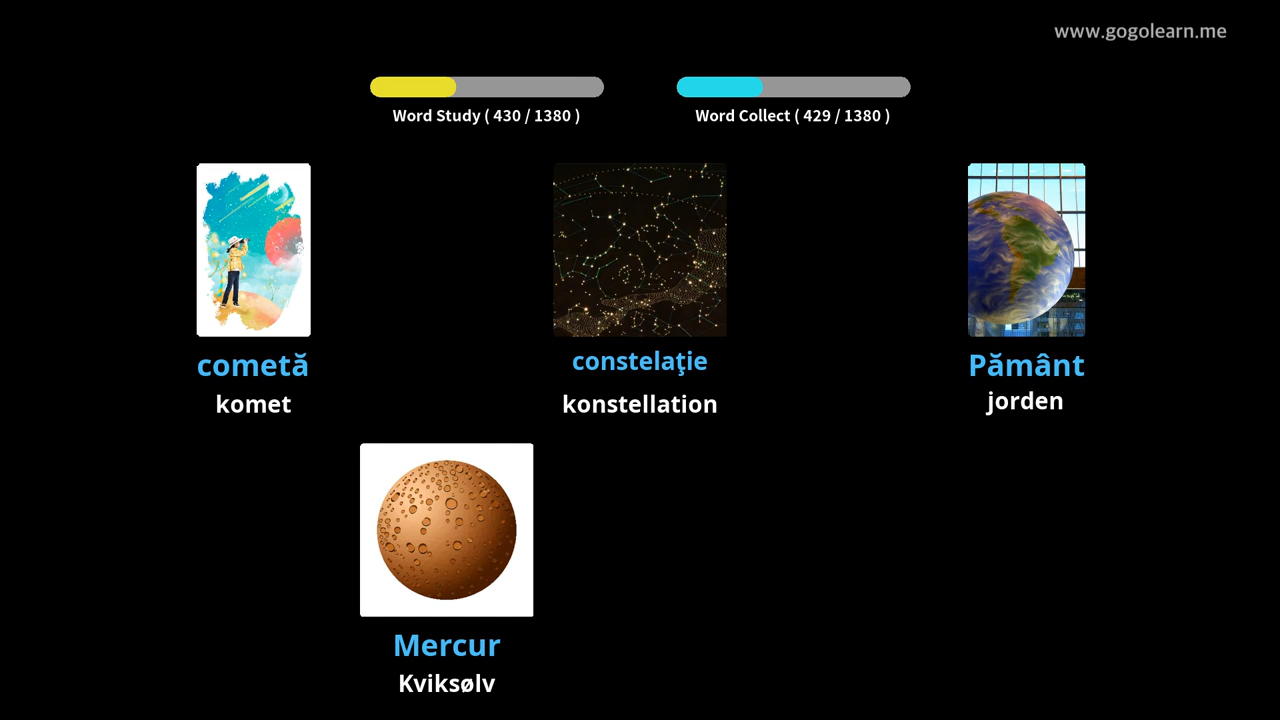 www.gogolearn.me
Word Study ( 430 / 1380 )
Word Collect ( 429 / 1380 )
cometă
komet
constelaţie
konstellation
Pământ
jorden
Mercur
Kviksølv